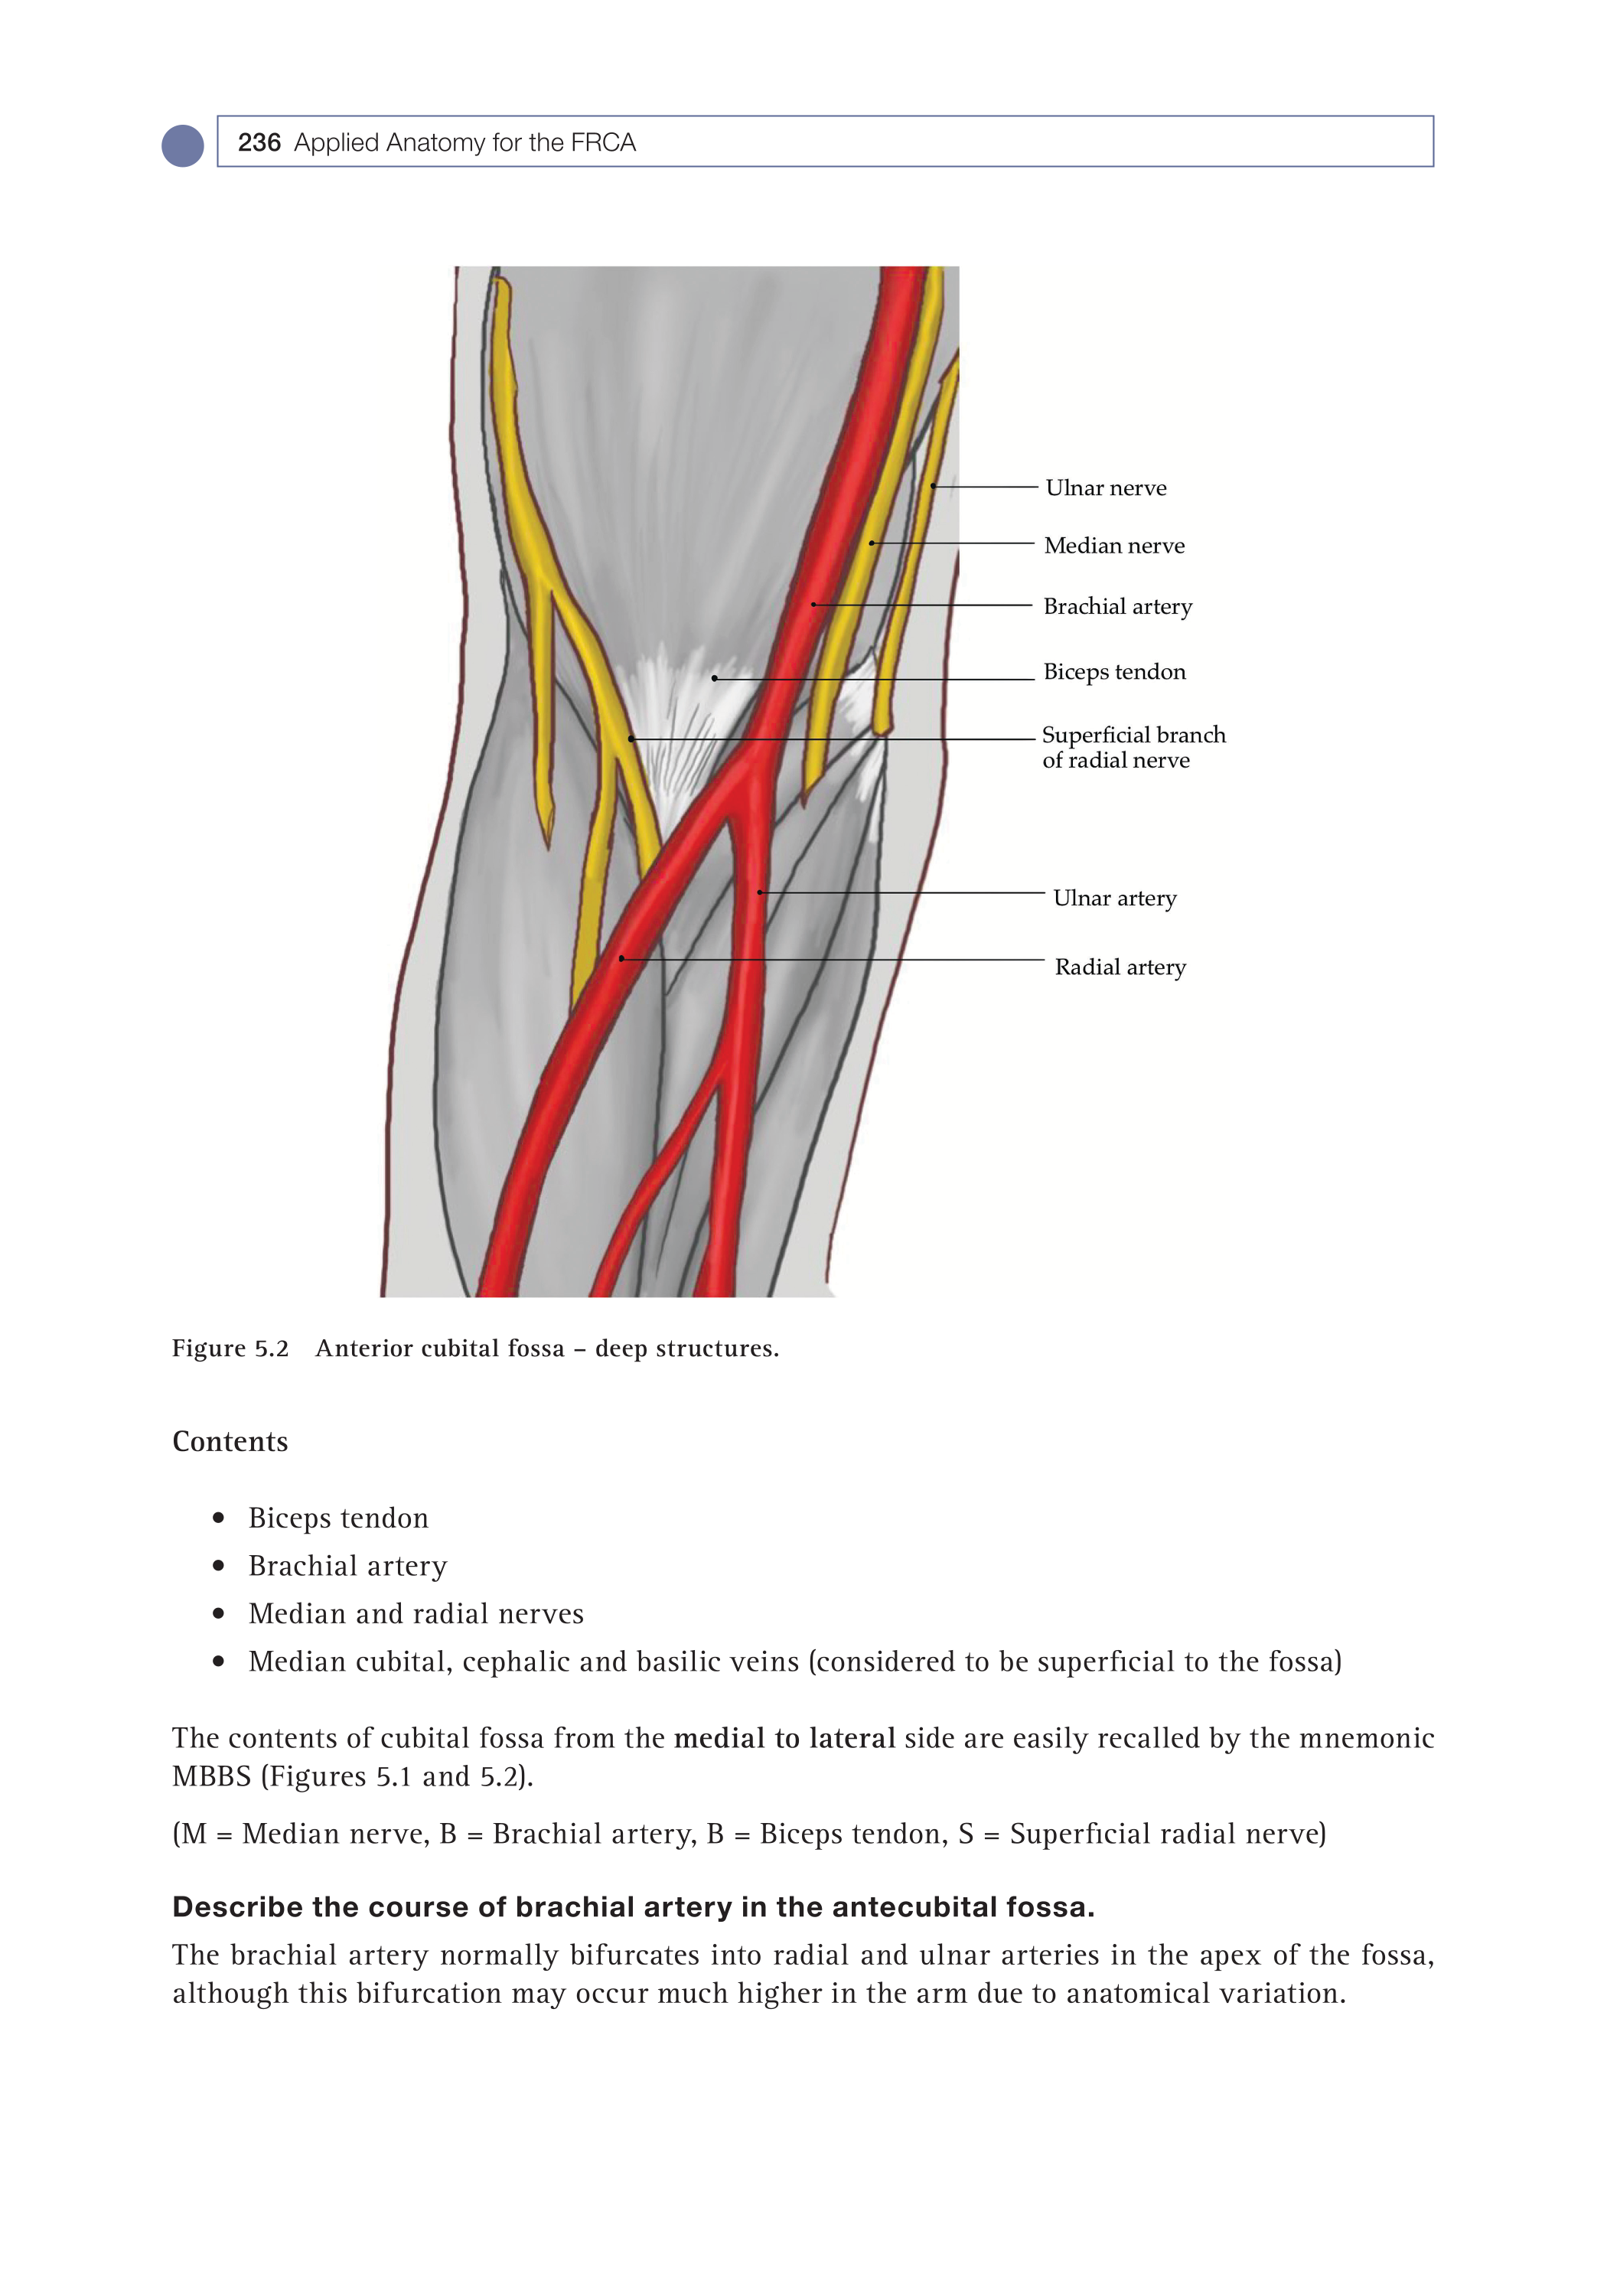 236 Applied Anatomy for the FRCA
Ulnar nerve
Median nerve
Brachial artery
Biceps tendon
Superficial branch
of radial nerve
Ulnar artery
Radial artery
Figure 5.2 Anterior cubital fossa – deep structures.
Contents
• Biceps tendon
• Brachial artery
• Median and radial nerves
• Median cubital, cephalic and basilic veins (considered to be superficial to the fossa)
The contents of cubital fossa from the medial to lateral side are easily recalled by the mnemonic
MBBS (Figures 5.1 and 5.2).
(M = Median nerve, B = Brachial artery, B = Biceps tendon, S = Superficial radial nerve)
Describe the course of brachial artery in the antecubital fossa.
The brachial artery normally bifurcates into radial and ulnar arteries in the apex of the fossa,
although this bifurcation may occur much higher in the arm due to anatomical variation.